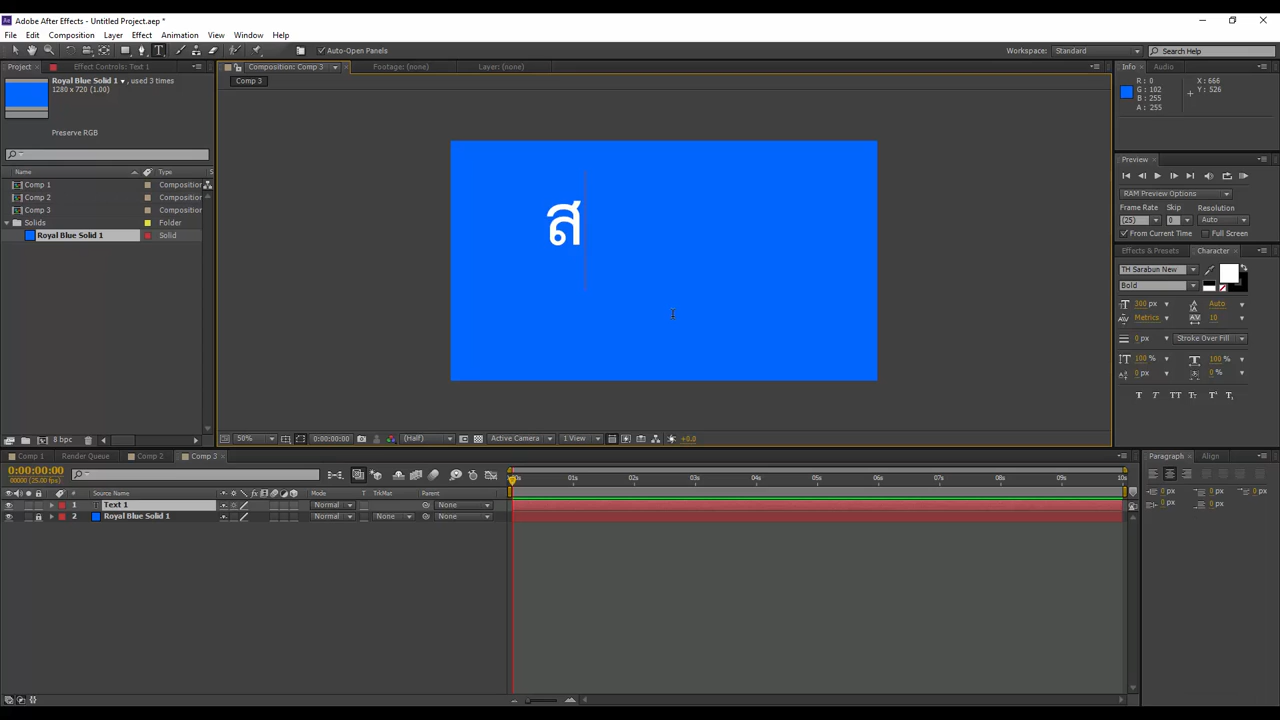 Adobe After Effects - Untitled Project.aep *
File Edit Composition Layer Effect Animation View Window Help
Auto-Open Panels
Workspace: Standard
Search Help
Project
Effect Controls: Text 1
Composition: Comp 3
Footage: (none)
Layer: (none)
Info
Audio
Royal Blue Solid 1 , used 3 times
1280 x 720 (1.00)
Comp 3
R : 0
G : 102
B : 255
A : 255
X : 666
Y : 526
Preserve RGB
Preview
Name Type S
Comp 1 Composition
Comp 2 Composition
Comp 3 Composition
Solids Folder
Royal Blue Solid 1 Solid
RAM Preview Options
Frame Rate Skip Resolution
(25) 0 Auto
From Current Time Full Screen
Effects & Presets
Character
ส
TH Sarabun New
Bold
300 px Auto
Metrics 10
0 px Stroke Over Fill
100 % 100 %
0 px 0 %
T T TT Tt T¹ T₁
8 bpc
50% 0:00:00:00 (Half) Active Camera 1 View +0.0
Comp 1 Render Queue Comp 2 Comp 3
Paragraph Align
0:00:00:00
00000 (25.00 fps)
01s 02s 03s 04s 05s 06s 07s 08s 09s 10s
# Source Name Mode T TrkMat Parent
1 T Text 1 Normal None
2 Royal Blue Solid 1 Normal None None
0 px 0 px 0 px
0 px 0 px